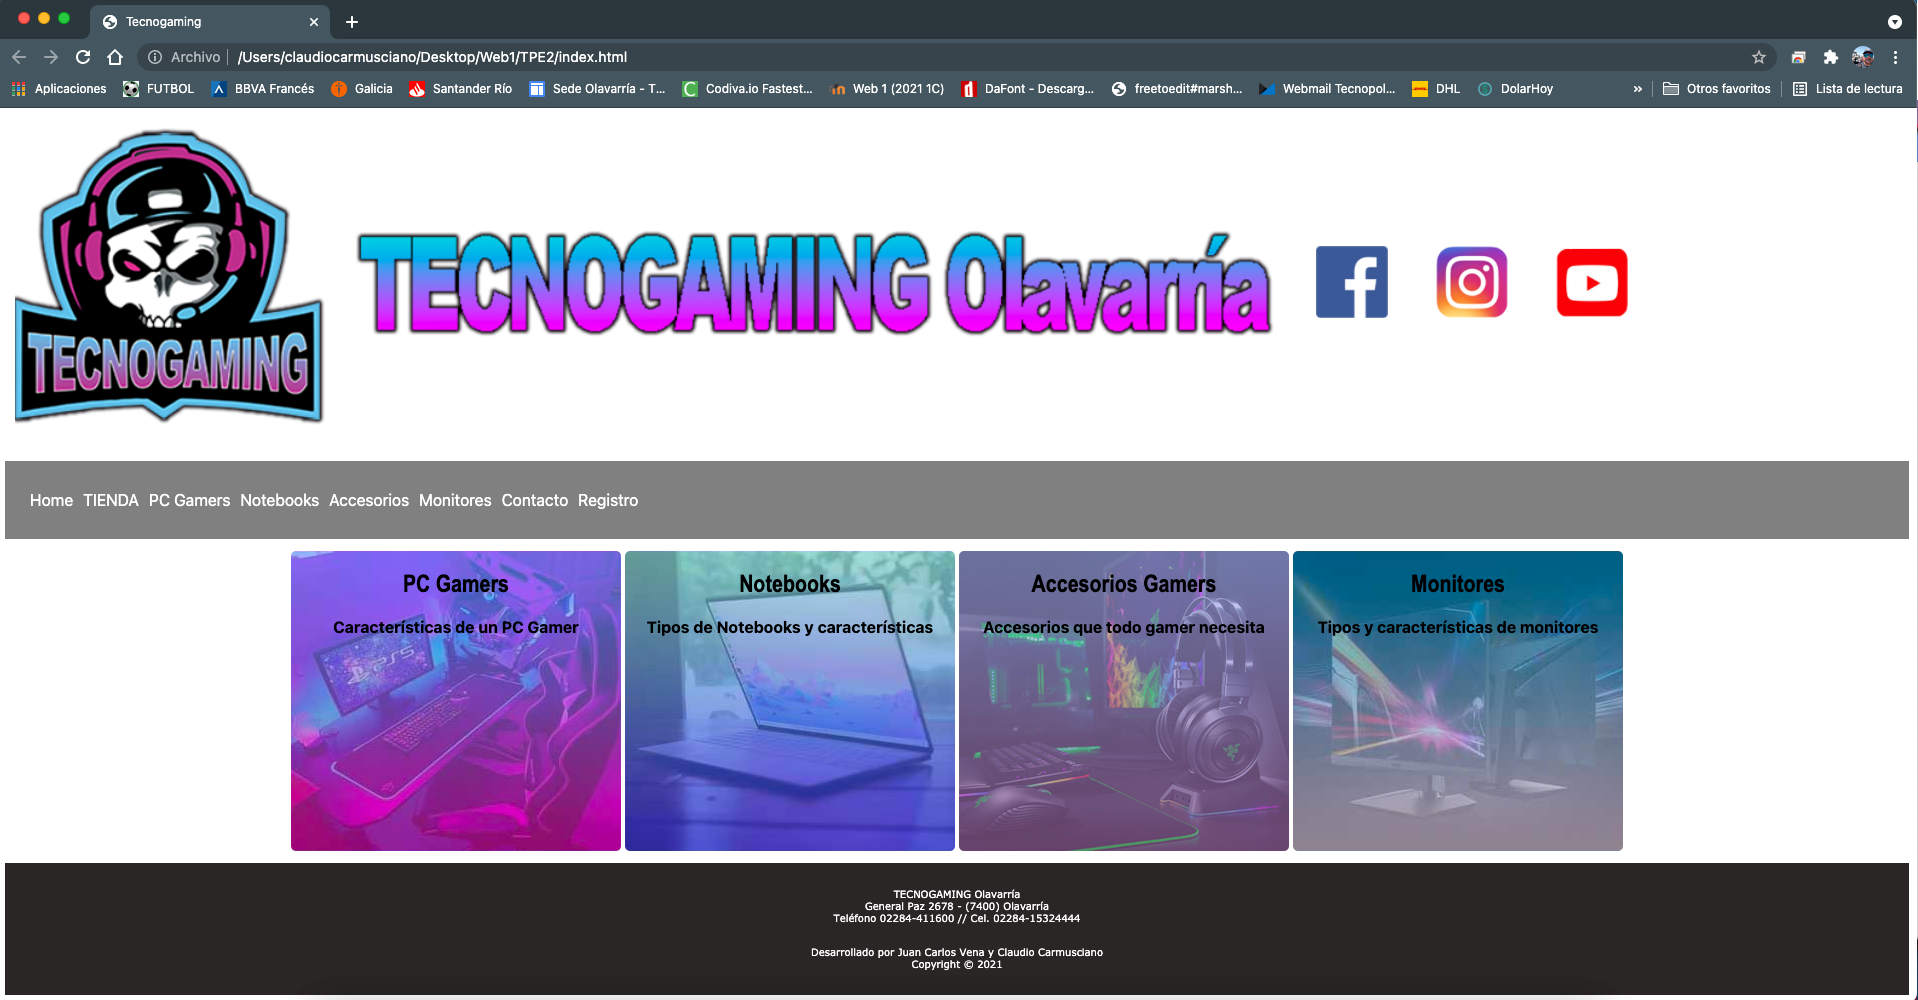 Tecnogaming
Archivo | /Users/claudiocarmusciano/Desktop/Web1/TPE2/index.html
Aplicaciones FUTBOL BBVA Francés Galicia Santander Río Sede Olavarría - T... Codiva.io Fastest... Web 1 (2021 1C) DaFont - Descarg... freetoedit#marsh... Webmail Tecnopol... DHL DolarHoy » Otros favoritos Lista de lectura
TECNOGAMING
TECNOGAMING Olavarría
Home TIENDA PC Gamers Notebooks Accesorios Monitores Contacto Registro
PC Gamers
Características de un PC Gamer
PS5
Notebooks
Tipos de Notebooks y características
Accesorios Gamers
Accesorios que todo gamer necesita
Monitores
Tipos y características de monitores
TECNOGAMING Olavarría
General Paz 2678 - (7400) Olavarría
Teléfono 02284-411600 // Cel. 02284-15324444
Desarrollado por Juan Carlos Vena y Claudio Carmusciano
Copyright © 2021